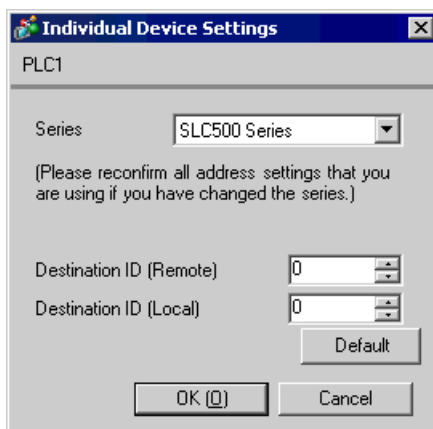 Individual Device Settings
PLC1
Series
SLC500 Series
(Please reconfirm all address settings that you
are using if you have changed the series.)
Destination ID (Remote)
0
Destination ID (Local)
0
Default
OK (O)
Cancel